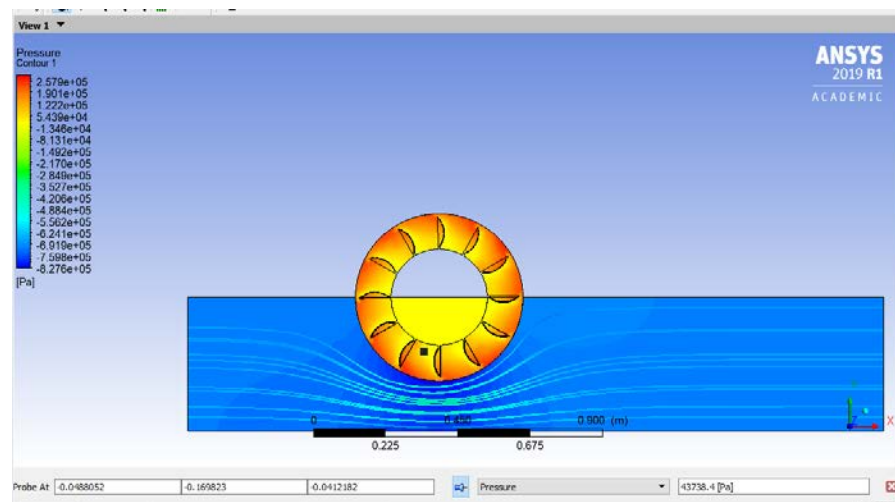 View 1
Pressure
Contour 1
2.579e+05
1.901e+05
1.222e+05
5.439e+04
-1.346e+04
-8.131e+04
-1.492e+05
-2.170e+05
-2.849e+05
-3.527e+05
-4.206e+05
-4.884e+05
-5.562e+05
-6.241e+05
-6.919e+05
-7.598e+05
-8.276e+05
[Pa]
ANSYS
2019 R1
ACADEMIC
0 0.450 0.900 (m)
0.225 0.675
X
Probe At -0.0488052 -0.169823 -0.0412182 Pressure 43738.4 [Pa]